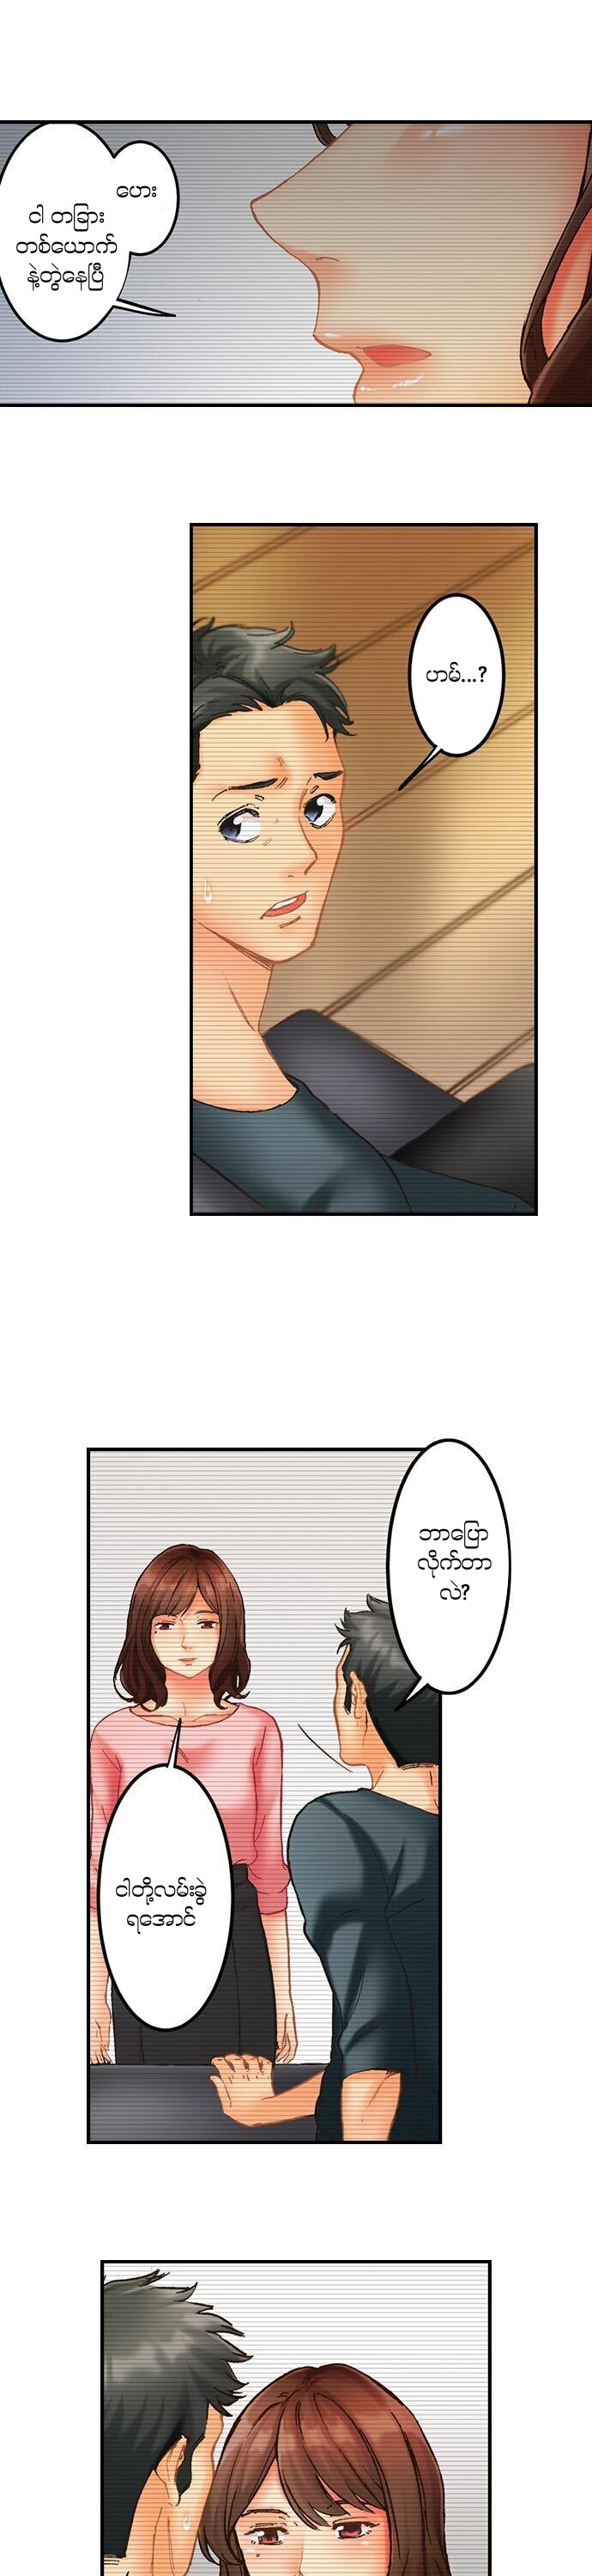 ဟေး
ငါ တခြား
တစ်ယောက်
နဲ့တွဲနေပြီ
ဟမ်...?
ဘာပြော
လိုက်တာ
လဲ?
ငါတို့လမ်းခွဲ
ရအောင်